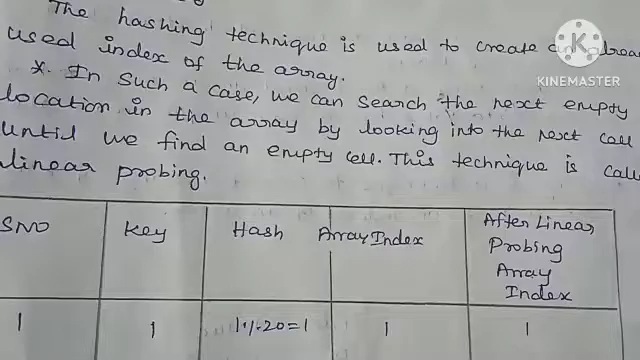 The hashing technique is used to create an
used index of the array.
*. In such a case, we can search the next empty
location in the array by looking into the next cell
until we find an empty cell. This technique is
linear probing.
SNO Key Hash Array Index After Linear Probing Array Index
1 1 1%20=1 1 1
KINEMASTER